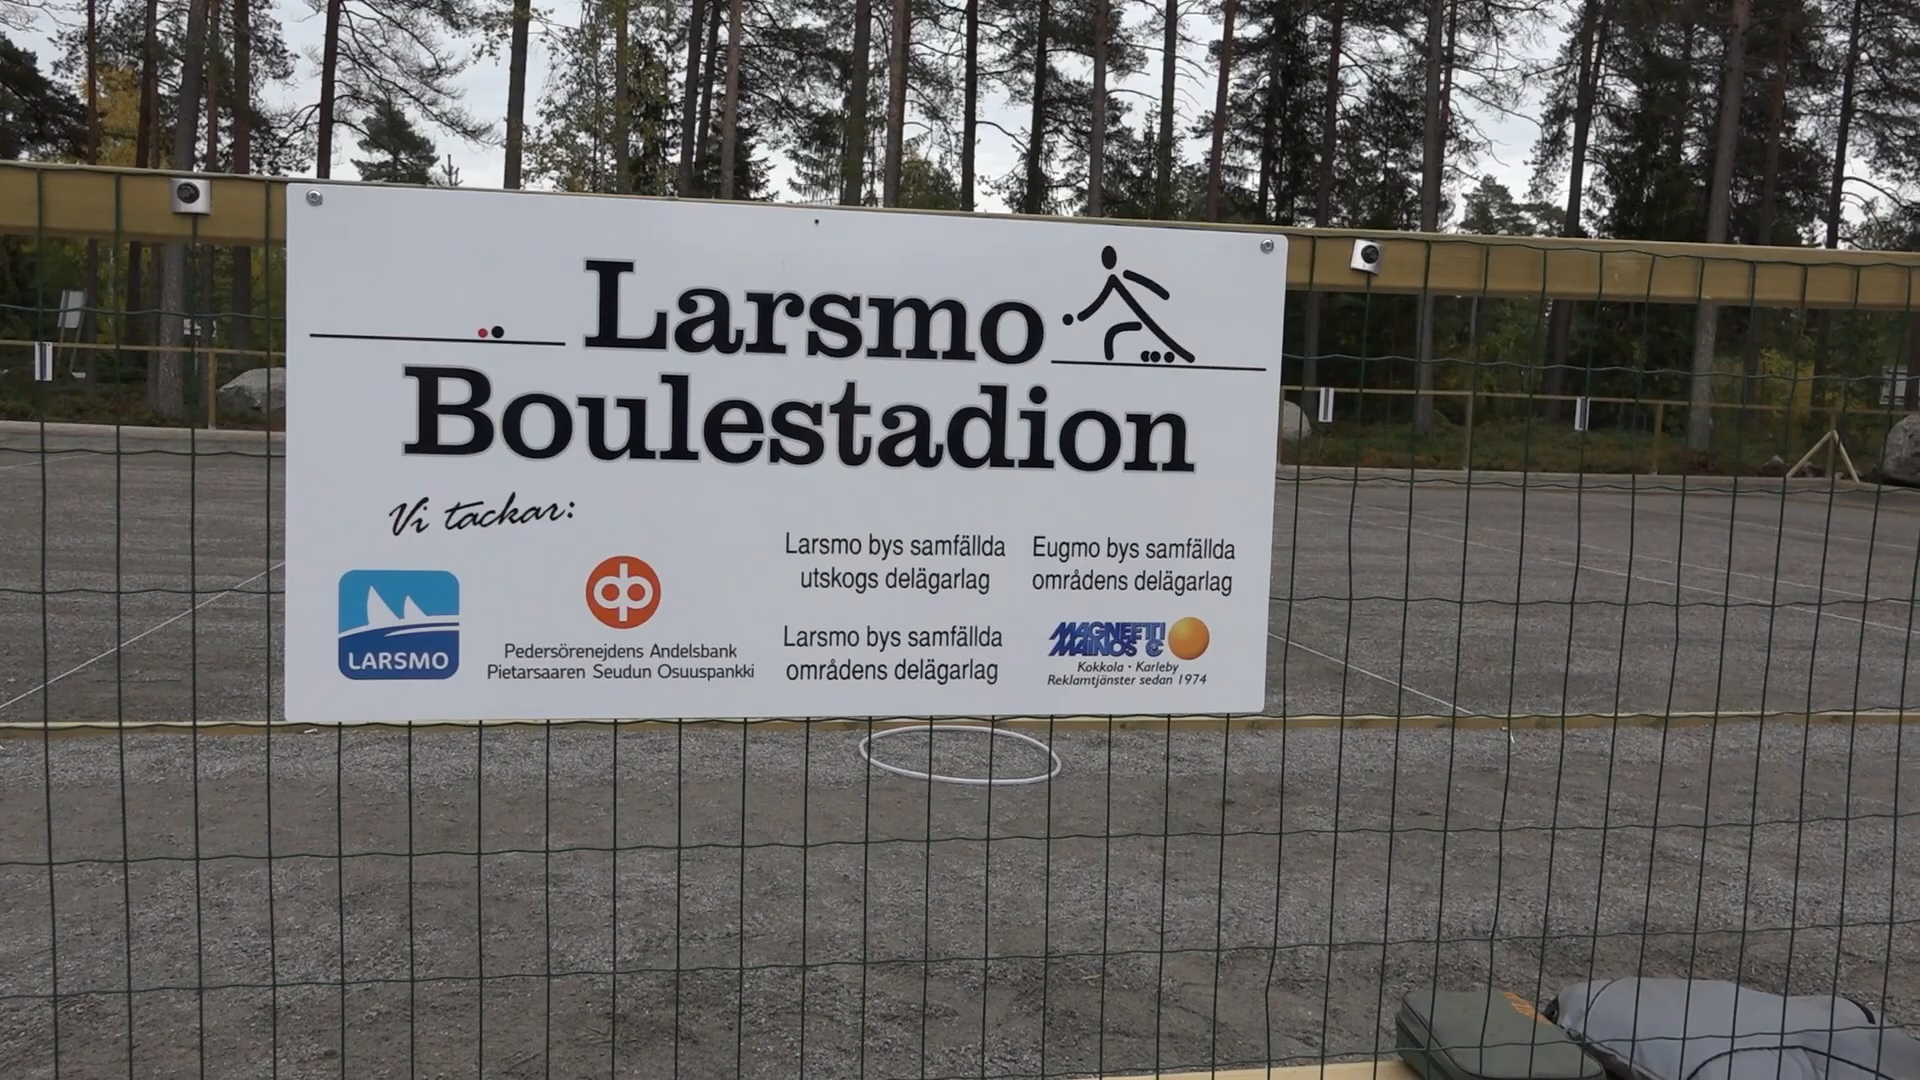 Larsmo
Boulestadion
Vi tackar:
LARSMO
Pedersörenejdens Andelsbank
Pietarsaaren Seudun Osuuspankki
Larsmo bys samfällda
utskogs delägarlag
Larsmo bys samfällda
områdens delägarlag
Eugmo bys samfällda
områdens delägarlag
MAGNEETTI
MAINOS
Kokkola · Karleby
Reklamtjänster sedan 1974